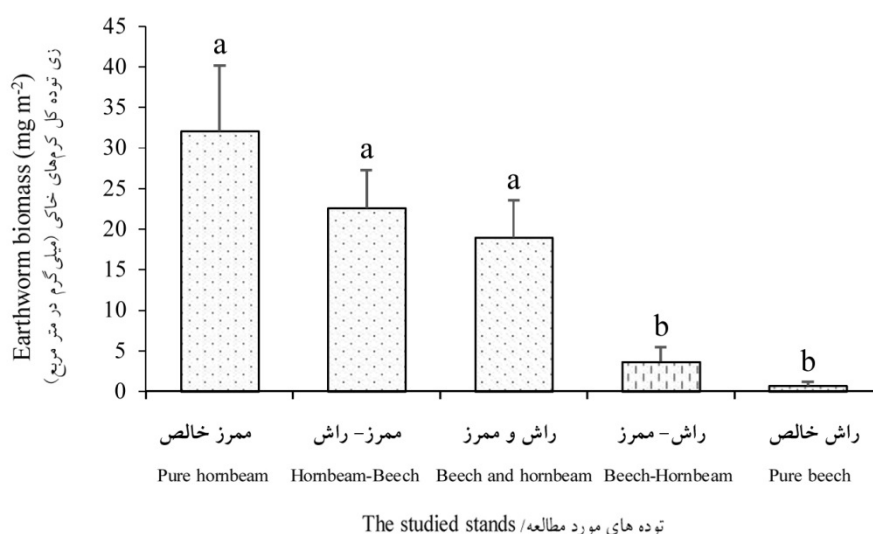 Earthworm biomass (mg m-2)
زی توده کل کرم‌های خاکی (میلی‌گرم در متر مربع)
45
40
35
30
25
20
15
10
5
0
a
a
a
b
b
ممرز خالص
ممرز- راش
راش و ممرز
راش- ممرز
راش خالص
Pure hornbeam
Hornbeam-Beech
Beech and hornbeam
Beech-Hornbeam
Pure beech
The studied stands/ توده های مورد مطالعه